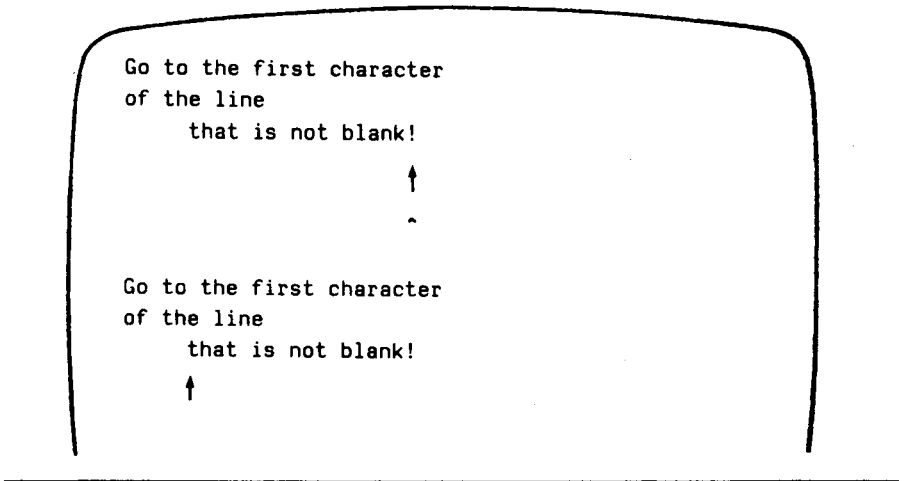 Go to the first character
of the line
that is not blank!
^
Go to the first character
of the line
that is not blank!